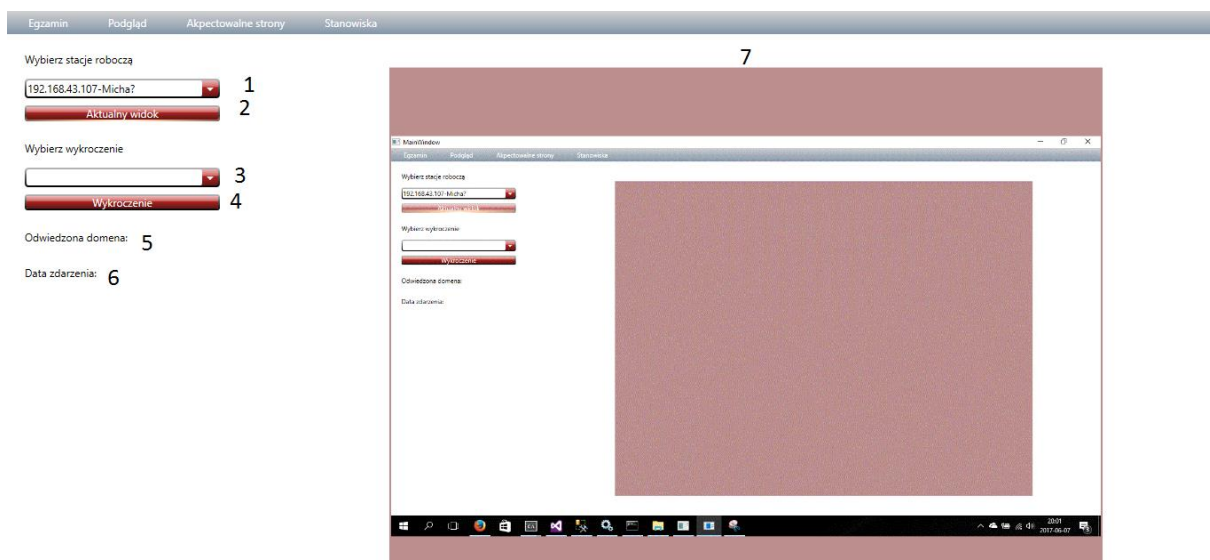 Egzamin Podgląd Akpectowalne strony Stanowiska
Wybierz stacje roboczą
7
192.168.43.107-Micha? 1
Aktualny widok 2
Wybierz wykroczenie
3
Wykroczenie 4
Odwiedzona domena: 5
Data zdarzenia: 6
MainWindow
Egzamin Podgląd Akpectowalne strony Stanowiska
Wybierz stacje roboczą
192.168.43.107-Micha?
Aktualny widok
Wybierz wykroczenie
Wykroczenie
Odwiedzona domena:
Data zdarzenia:
20:01
2017-06-07